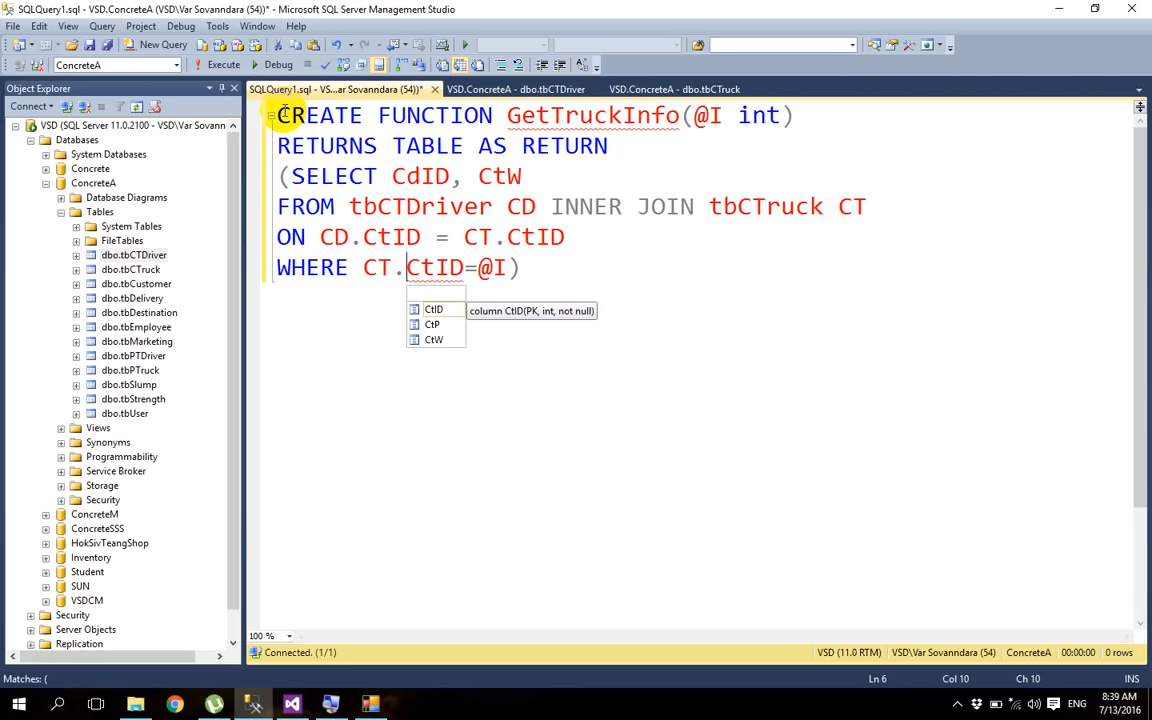 SQLQuery1.sql - VSD.ConcreteA (VSD\Var Sovanndara (54))* - Microsoft SQL Server Management Studio
File Edit View Query Project Debug Tools Window Help
New Query
ConcreteA Execute Debug
Object Explorer
SQLQuery1.sql - VS...ar Sovanndara (54))* VSD.ConcreteA - dbo.tbCTDriver VSD.ConcreteA - dbo.tbCTruck
Connect
VSD (SQL Server 11.0.2100 - VSD\Var Sovann
Databases
System Databases
Concrete
ConcreteA
Database Diagrams
Tables
System Tables
FileTables
dbo.tbCTDriver
dbo.tbCTruck
dbo.tbCustomer
dbo.tbDelivery
dbo.tbDestination
dbo.tbEmployee
dbo.tbMarketing
dbo.tbPTDriver
dbo.tbPTruck
dbo.tbSlump
dbo.tbStrength
dbo.tbUser
Views
Synonyms
Programmability
Service Broker
Storage
Security
ConcreteM
ConcreteSSS
HokSivTeangShop
Inventory
Student
SUN
VSDCM
Security
Server Objects
Replication
CREATE FUNCTION GetTruckInfo(@I int)
RETURNS TABLE AS RETURN
(SELECT CdID, CtW
FROM tbCTDriver CD INNER JOIN tbCTruck CT
ON CD.CtID = CT.CtID
WHERE CT.CtID=@I)
CtID column CtID(PK, int, not null)
CtP
CtW
100 %
Connected. (1/1) VSD (11.0 RTM) VSD\Var Sovanndara (54) ConcreteA 00:00:00 0 rows
Matches: ( Ln 6 Col 10 Ch 10 INS
ENG
8:39 AM
7/13/2016